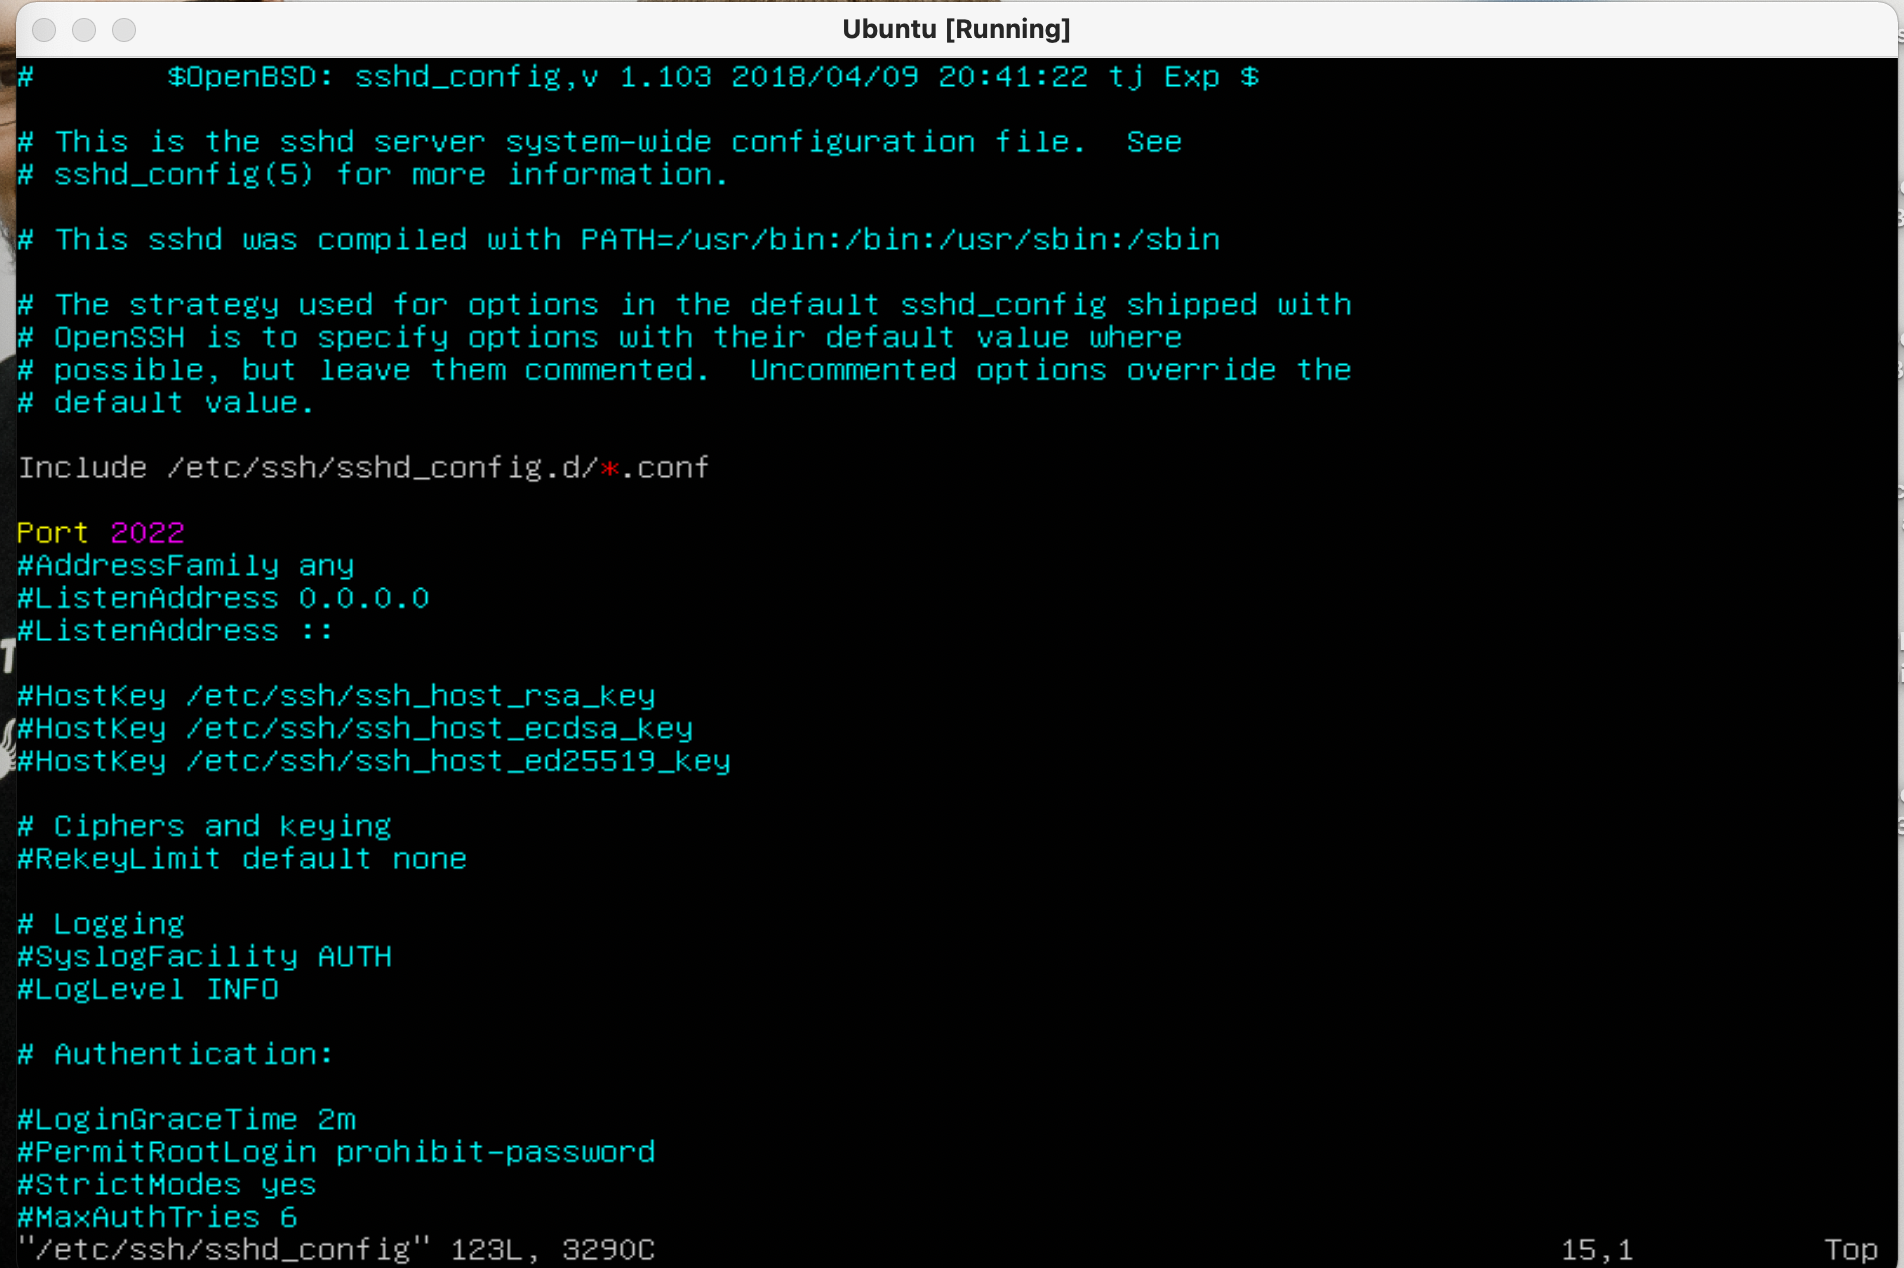 Ubuntu [Running]
#       $OpenBSD: sshd_config,v 1.103 2018/04/09 20:41:22 tj Exp $
# This is the sshd server system-wide configuration file.  See
# sshd_config(5) for more information.
# This sshd was compiled with PATH=/usr/bin:/bin:/usr/sbin:/sbin
# The strategy used for options in the default sshd_config shipped with
# OpenSSH is to specify options with their default value where
# possible, but leave them commented.  Uncommented options override the
# default value.
Include /etc/ssh/sshd_config.d/*.conf
Port 2022
#AddressFamily any
#ListenAddress 0.0.0.0
#ListenAddress ::
#HostKey /etc/ssh/ssh_host_rsa_key
#HostKey /etc/ssh/ssh_host_ecdsa_key
#HostKey /etc/ssh/ssh_host_ed25519_key
# Ciphers and keying
#RekeyLimit default none
# Logging
#SyslogFacility AUTH
#LogLevel INFO
# Authentication:
#LoginGraceTime 2m
#PermitRootLogin prohibit-password
#StrictModes yes
#MaxAuthTries 6
"/etc/ssh/sshd_config" 123L, 3290C 15,1 Top